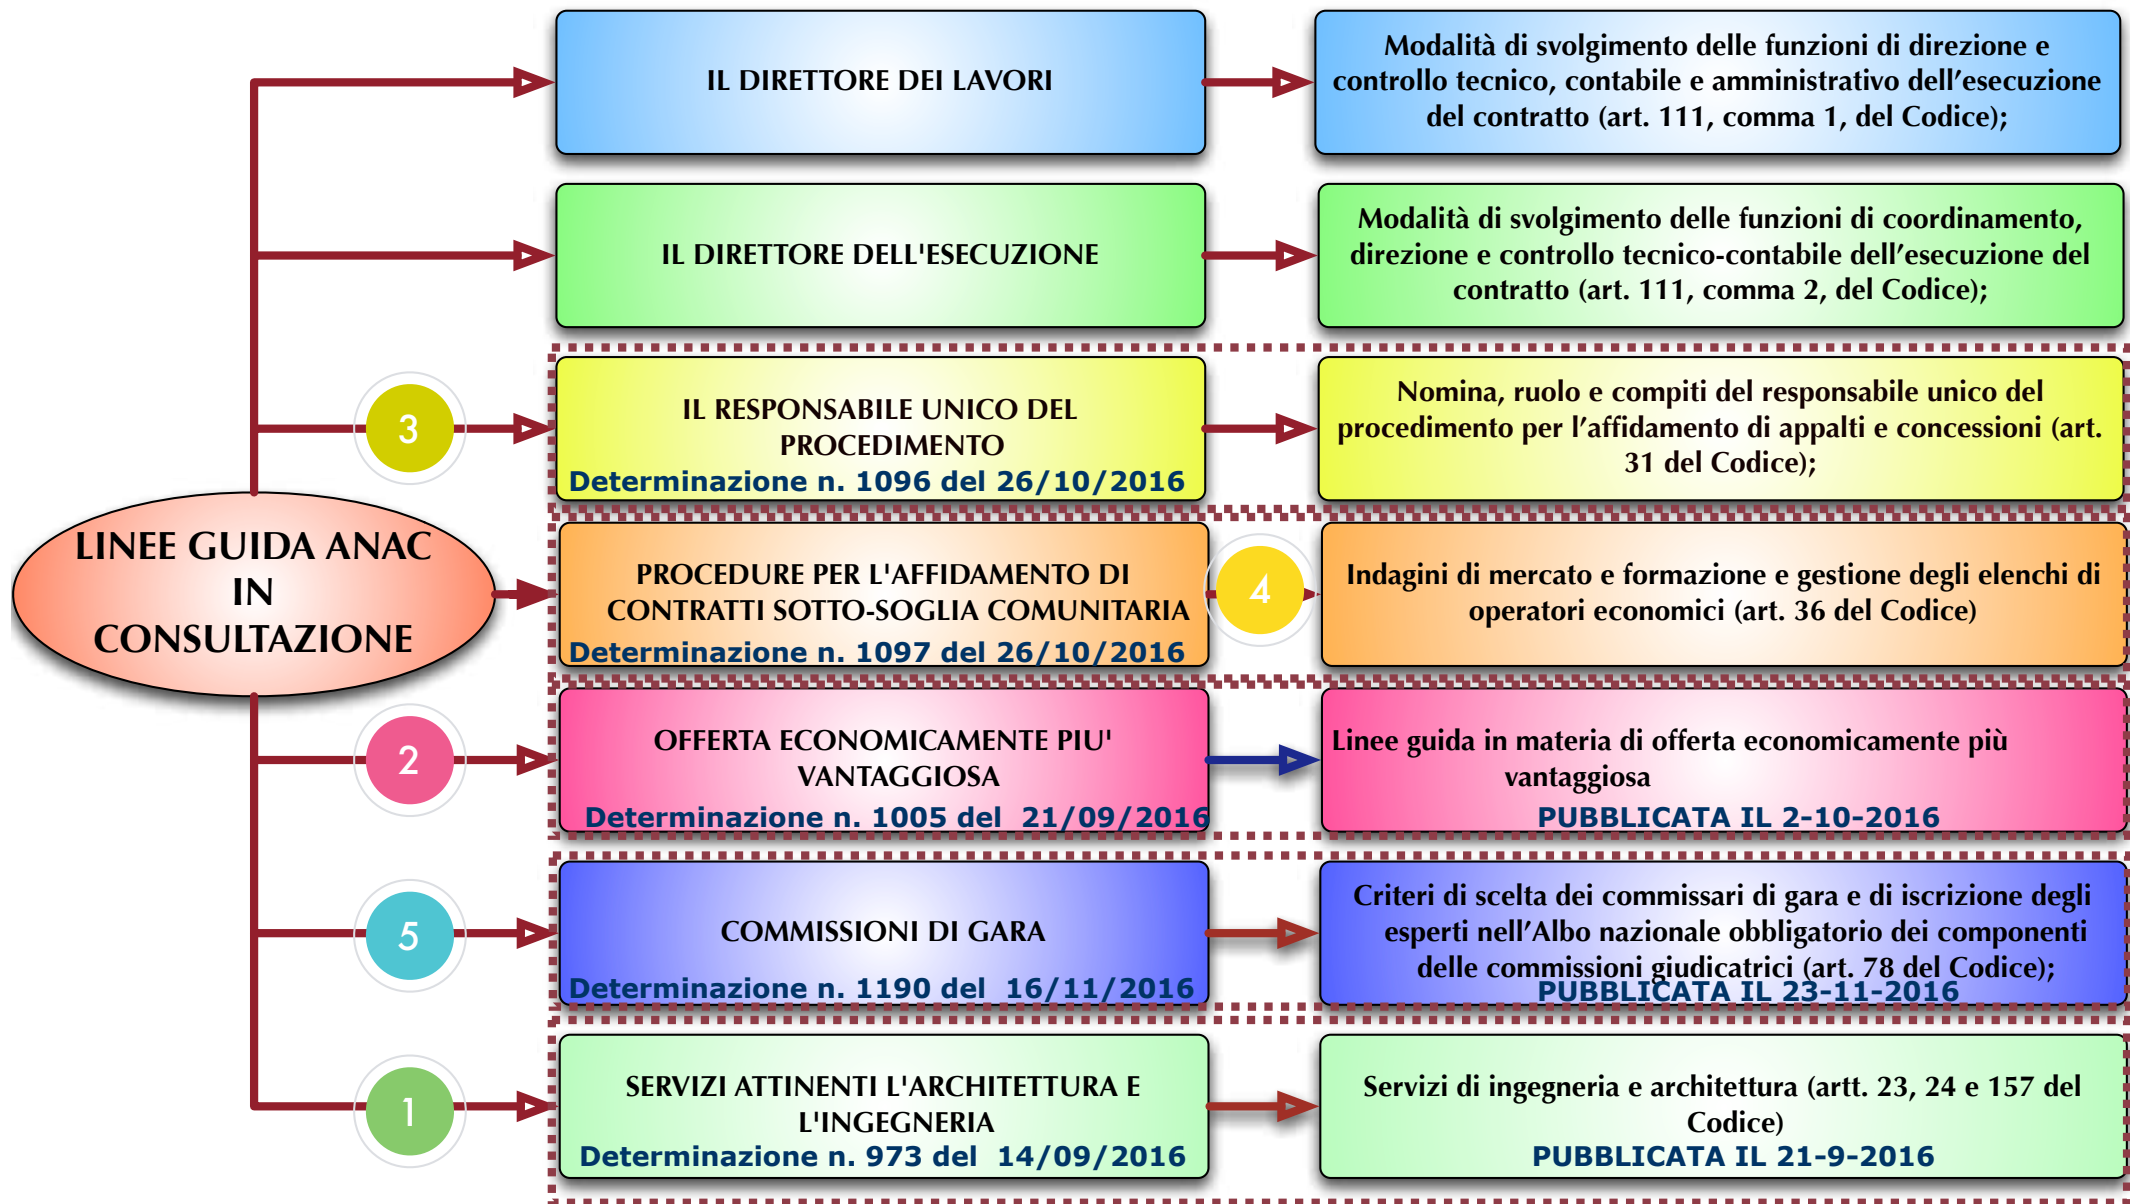 IL DIRETTORE DEI LAVORI
Modalità di svolgimento delle funzioni di direzione e
controllo tecnico, contabile e amministrativo dell’esecuzione
del contratto (art. 111, comma 1, del Codice);
IL DIRETTORE DELL'ESECUZIONE
Modalità di svolgimento delle funzioni di coordinamento,
direzione e controllo tecnico-contabile dell’esecuzione del
contratto (art. 111, comma 2, del Codice);
3
IL RESPONSABILE UNICO DEL
PROCEDIMENTO
Determinazione n. 1096 del 26/10/2016
Nomina, ruolo e compiti del responsabile unico del
procedimento per l’affidamento di appalti e concessioni (art.
31 del Codice);
LINEE GUIDA ANAC
IN
CONSULTAZIONE
PROCEDURE PER L'AFFIDAMENTO DI
CONTRATTI SOTTO-SOGLIA COMUNITARIA
Determinazione n. 1097 del 26/10/2016
4
Indagini di mercato e formazione e gestione degli elenchi di
operatori economici (art. 36 del Codice)
2
OFFERTA ECONOMICAMENTE PIU'
VANTAGGIOSA
Determinazione n. 1005 del 21/09/2016
Linee guida in materia di offerta economicamente più
vantaggiosa
PUBBLICATA IL 2-10-2016
5
COMMISSIONI DI GARA
Determinazione n. 1190 del 16/11/2016
Criteri di scelta dei commissari di gara e di iscrizione degli
esperti nell’Albo nazionale obbligatorio dei componenti
delle commissioni giudicatrici (art. 78 del Codice);
PUBBLICATA IL 23-11-2016
1
SERVIZI ATTINENTI L'ARCHITETTURA E
L'INGEGNERIA
Determinazione n. 973 del 14/09/2016
Servizi di ingegneria e architettura (artt. 23, 24 e 157 del
Codice)
PUBBLICATA IL 21-9-2016